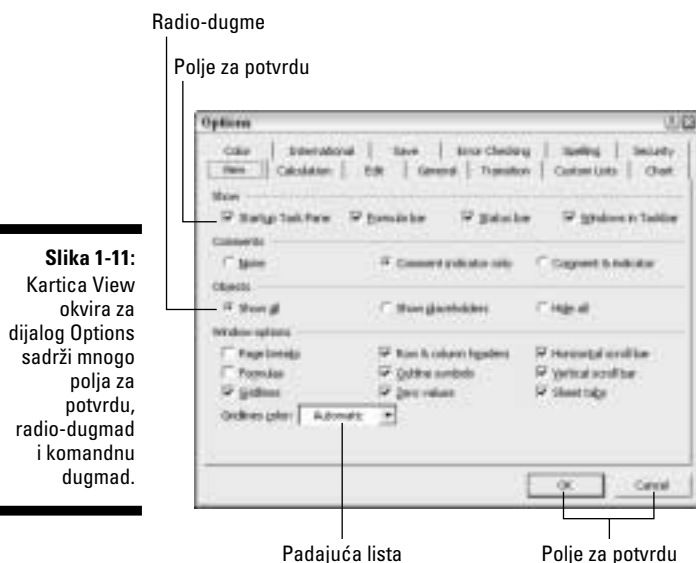 Radio-dugme
Polje za potvrdu
Options
Color International Save Error Checking Spelling Security
View Calculation Edit General Transition Custom Lists Chart
Show
Startup Task Pane Formula bar Status bar Windows in Taskbar
Comments
None Comment indicator only Comment & indicator
Objects
Show all Show placeholders Hide all
Window options
Page breaks Row & column headers Horizontal scroll bar
Formulas Outline symbols Vertical scroll bar
Gridlines Zero values Sheet tabs
Gridlines color: Automatic
OK Cancel
Slika 1-11:
Kartica View
okvira za
dijalog Options
sadrži mnogo
polja za
potvrdu,
radio-dugmad
i komandnu
dugmad.
Padajuća lista
Polje za potvrdu